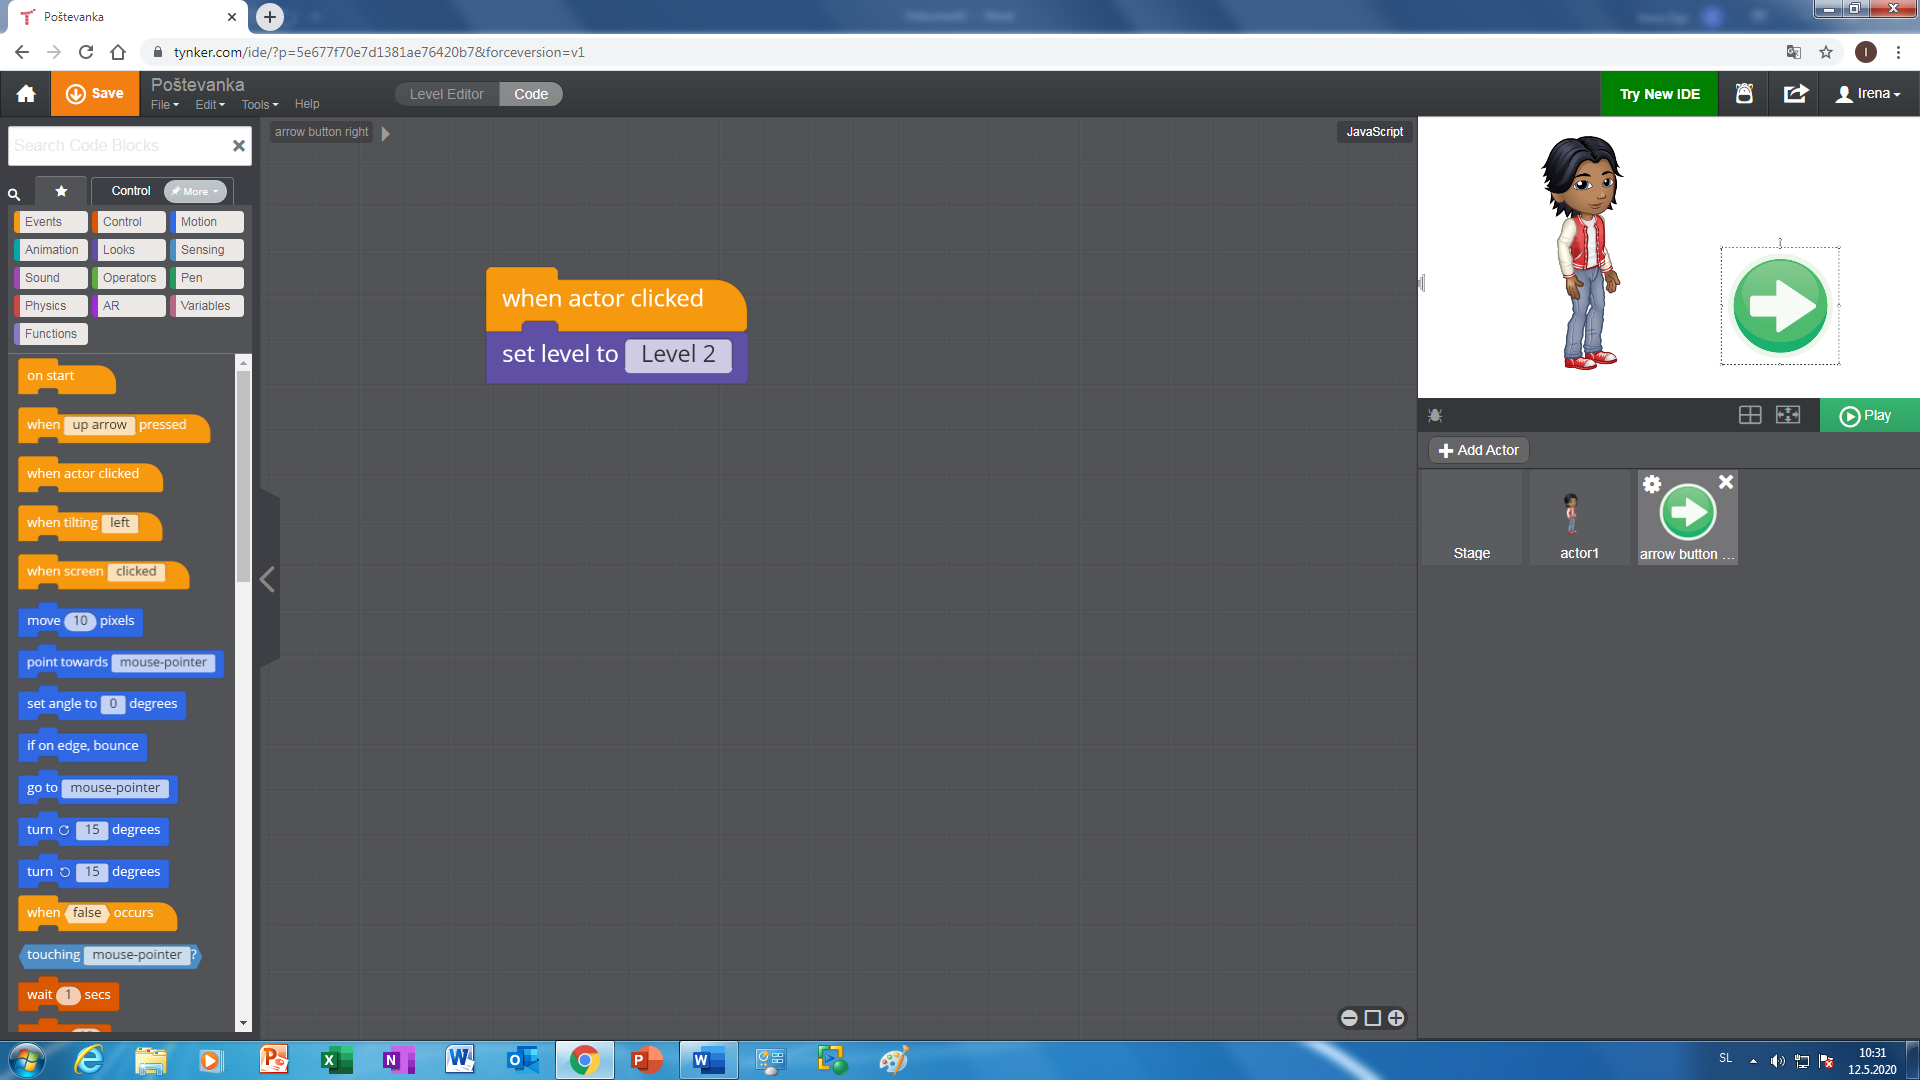 Poštevanka
tynker.com/ide/?p=5e677f70e7d1381ae76420b7&forceversion=v1
I
Save
Poštevanka
File Edit Tools Help
Level Editor Code
Try New IDE
Irena
Search Code Blocks
Control More
Events Control Motion
Animation Looks Sensing
Sound Operators Pen
Physics AR Variables
Functions
on start
when up arrow pressed
when actor clicked
when tilting left
when screen clicked
move 10 pixels
point towards mouse-pointer
set angle to 0 degrees
if on edge, bounce
go to mouse-pointer
turn 15 degrees
turn 15 degrees
when false occurs
touching mouse-pointer ?
wait 1 secs
arrow button right
JavaScript
when actor clicked
set level to Level 2
Play
Add Actor
Stage
actor1
arrow button ...
SL
10:31
12.5.2020